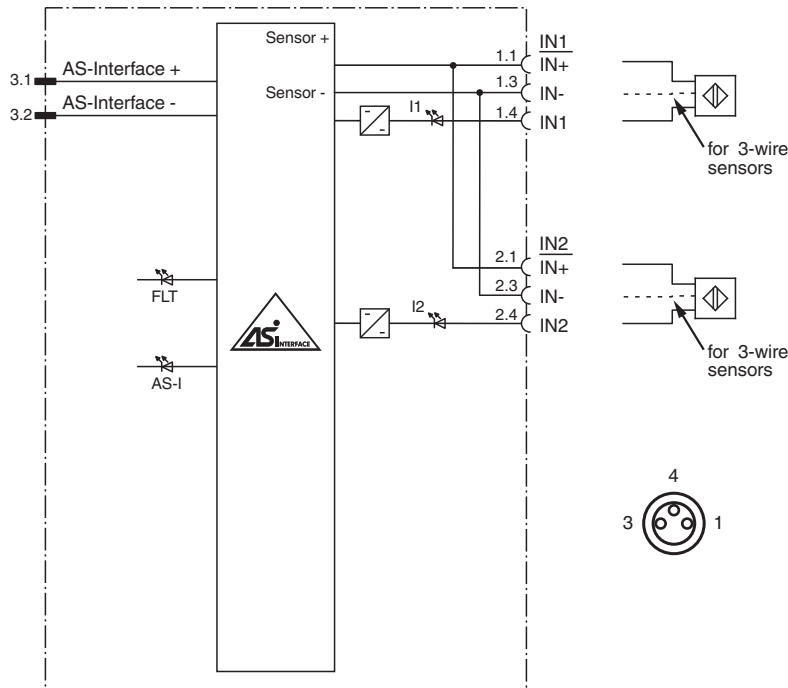 Sensor +
IN1
1.1
IN+
3.1
AS-Interface +
Sensor -
1.3
IN-
3.2
AS-Interface -
I1
1.4
IN1
for 3-wire
sensors
IN2
2.1
IN+
FLT
2.3
IN-
I2
2.4
IN2
ASi INTERFACE
for 3-wire
sensors
AS-I
4
3
1